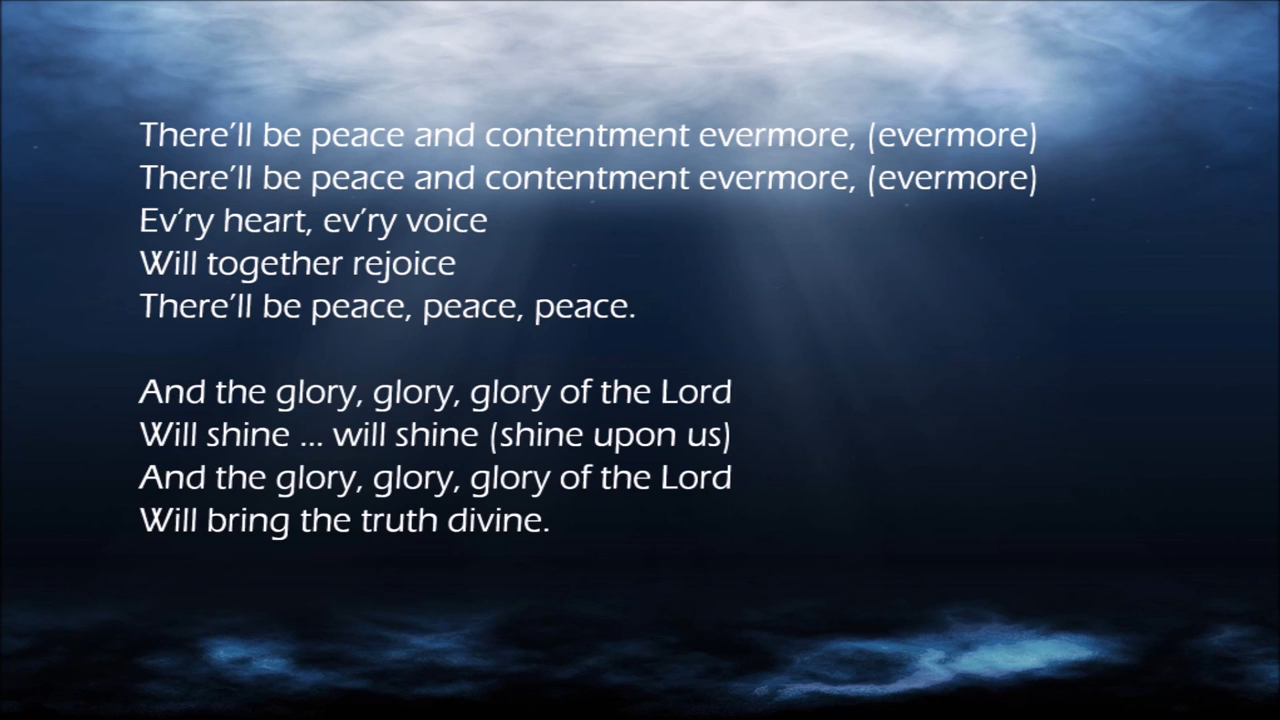 There'll be peace and contentment evermore, (evermore)
There'll be peace and contentment evermore, (evermore)
Ev'ry heart, ev'ry voice
Will together rejoice
There'll be peace, peace, peace.
And the glory, glory, glory of the Lord
Will shine ... will shine (shine upon us)
And the glory, glory, glory of the Lord
Will bring the truth divine.